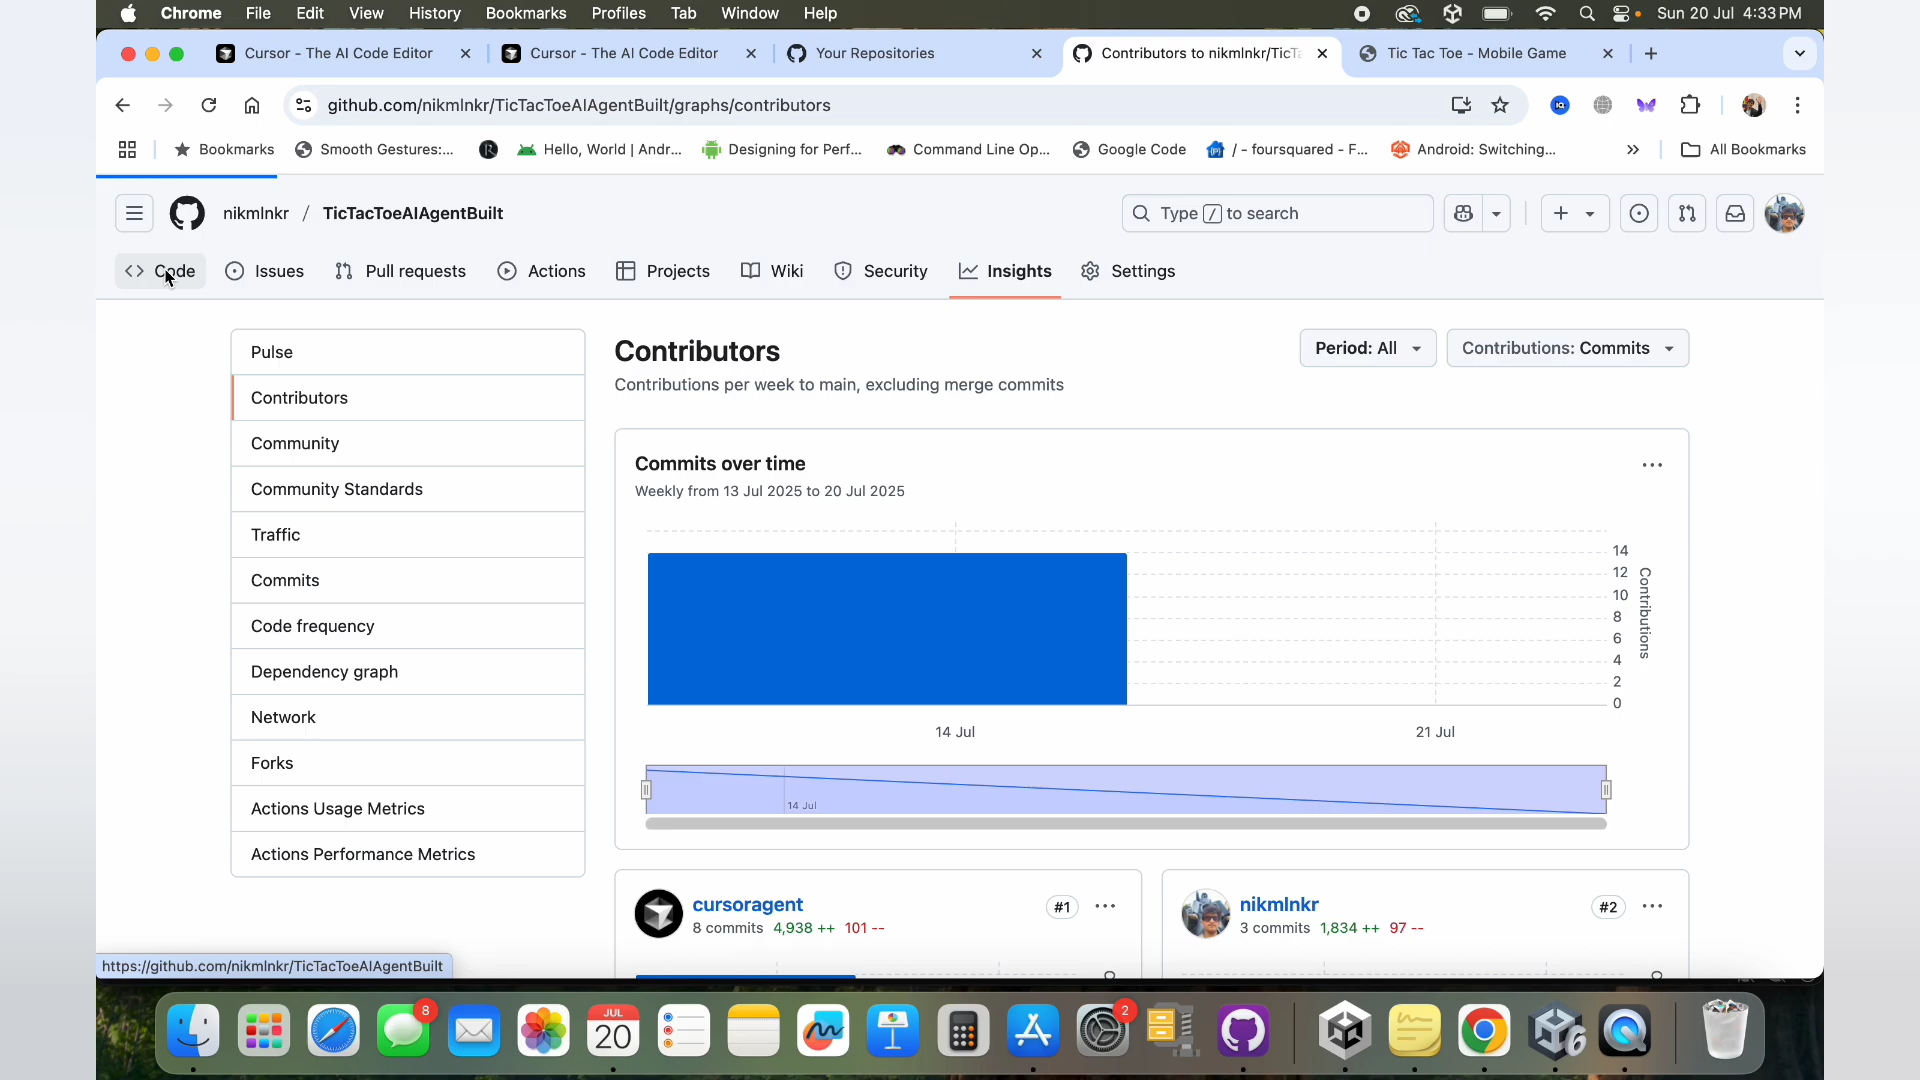 Chrome File Edit View History Bookmarks Profiles Tab Window Help Sun 20 Jul 4:33 PM
Cursor - The AI Code Editor Cursor - The AI Code Editor Your Repositories Contributors to nikmlnkr/TicTa Tic Tac Toe - Mobile Game
github.com/nikmlnkr/TicTacToeAIAgentBuilt/graphs/contributors
Bookmarks Smooth Gestures:... Hello, World | Andr... Designing for Perf... Command Line Op... Google Code / - foursquared - F... Android: Switching... All Bookmarks
nikmlnkr / TicTacToeAIAgentBuilt Type / to search
Code Issues Pull requests Actions Projects Wiki Security Insights Settings
Pulse
Contributors
Community
Community Standards
Traffic
Commits
Code frequency
Dependency graph
Network
Forks
Actions Usage Metrics
Actions Performance Metrics
Contributors
Period: All Contributions: Commits
Contributions per week to main, excluding merge commits
Commits over time
Weekly from 13 Jul 2025 to 20 Jul 2025
14
12
10
8
6
4
2
0
Contributions
14 Jul 21 Jul
14 Jul
cursoragent #1
8 commits 4,938 ++ 101 --
nikmlnkr #2
3 commits 1,834 ++ 97 --
https://github.com/nikmlnkr/TicTacToeAIAgentBuilt
8
JUL
20
2
6